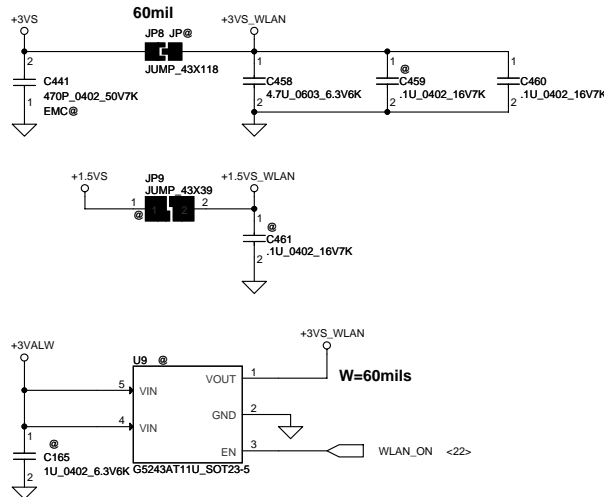 60mil
+3VS
JP8 JP@
+3VS_WLAN
JUMP_43X118
2
1
@
1
1
C441
C458
C459
C460
470P_0402_50V7K
4.7U_0603_6.3V6K
.1U_0402_16V7K
.1U_0402_16V7K
1
2
2
2
EMC@
+1.5VS
JP9
+1.5VS_WLAN
JUMP_43X39
1
1
2
2
@
1
@
C461
.1U_0402_16V7K
2
+3VS_WLAN
+3VALW
U9 @
5
VIN
VOUT
1
W=60mils
4
VIN
GND
2
1
@
EN
3
WLAN_ON <22>
C165
1U_0402_6.3V6K
G5243AT11U_SOT23-5
2